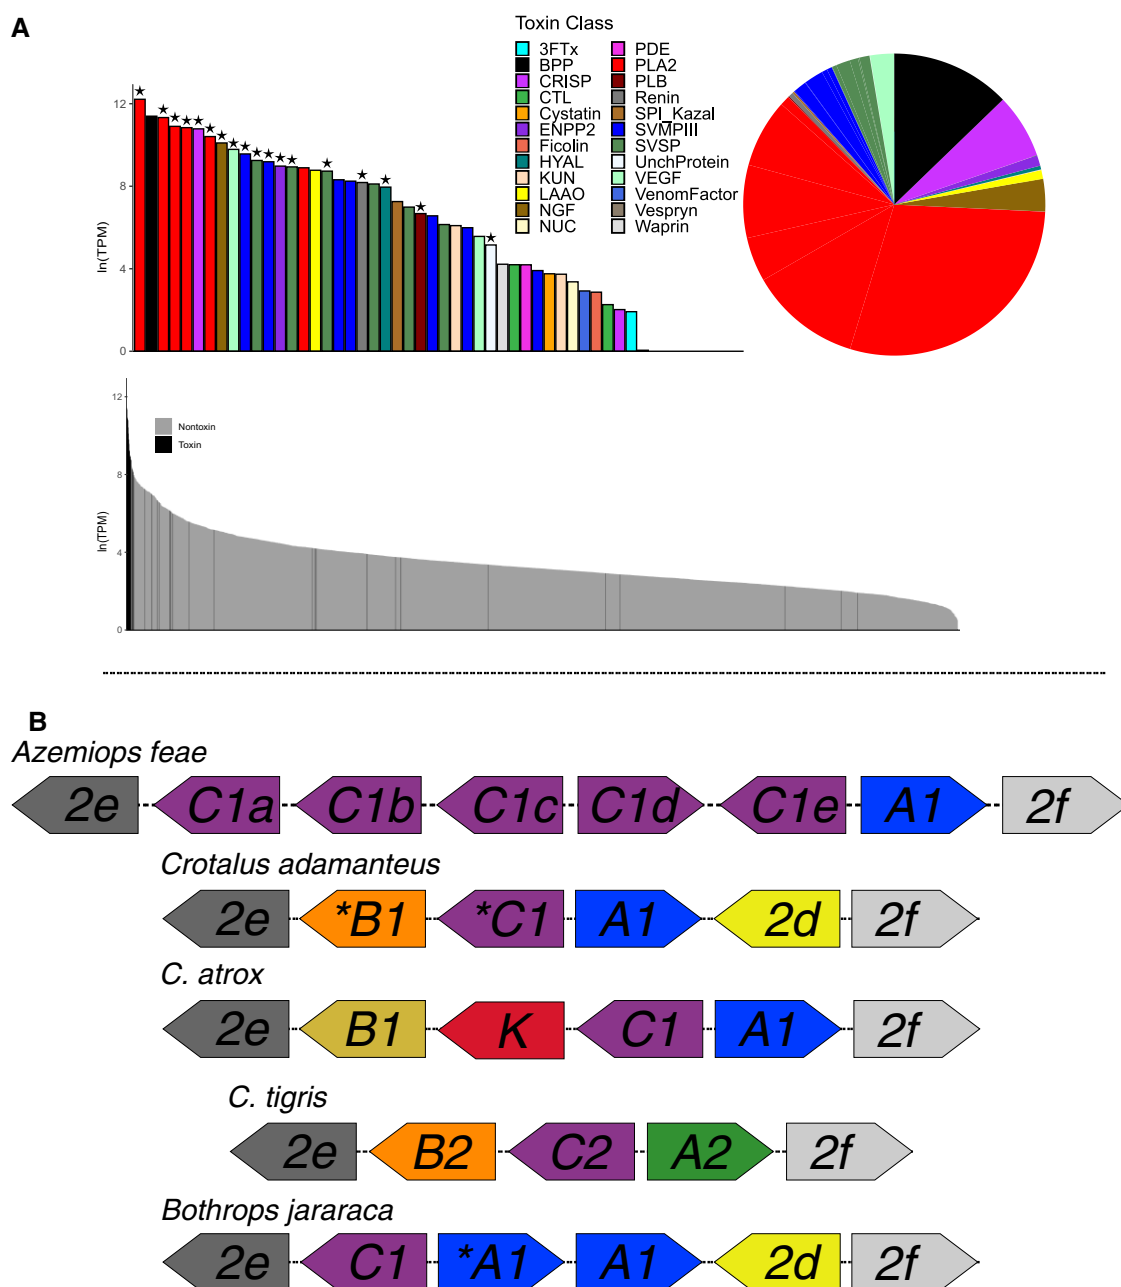 A
Toxin Class
3FTx PDE
BPP PLA2
CRISP PLB
CTL Renin
Cystatin SPI_Kazal
ENPP2 SVMPIII
Ficolin SVSP
HYAL UnchProtein
KUN VEGF
LAAO VenomFactor
NGF Vespryn
NUC Waprin
ln(TPM)
12
8
4
0
ln(TPM)
12
8
4
0
Nontoxin
Toxin
B
Azemiops feae
2e C1a C1b C1c C1d C1e A1 2f
Crotalus adamanteus
2e *B1 *C1 A1 2d 2f
C. atrox
2e B1 K C1 A1 2f
C. tigris
2e B2 C2 A2 2f
Bothrops jararaca
2e C1 *A1 A1 2d 2f